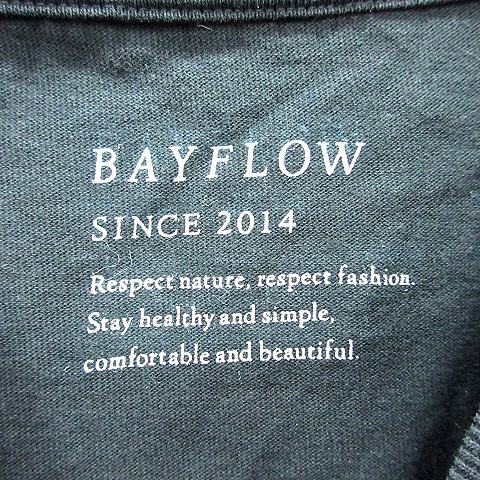 BAYFLOW
SINCE 2014
Respect nature, respect fashion.
Stay healthy and simple,
comfortable and beautiful.